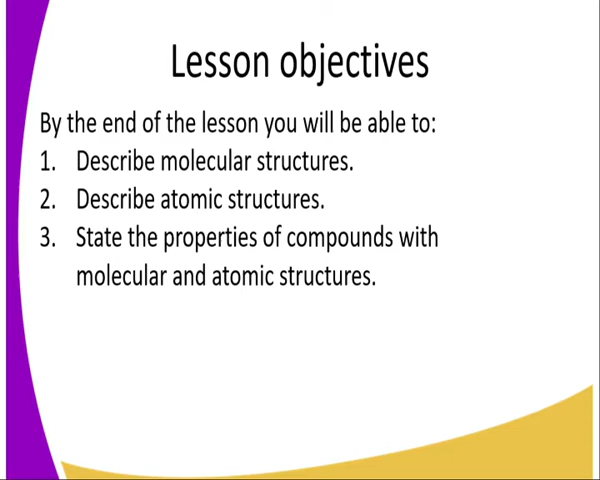 Lesson objectives
By the end of the lesson you will be able to:
1. Describe molecular structures.
2. Describe atomic structures.
3. State the properties of compounds with
molecular and atomic structures.